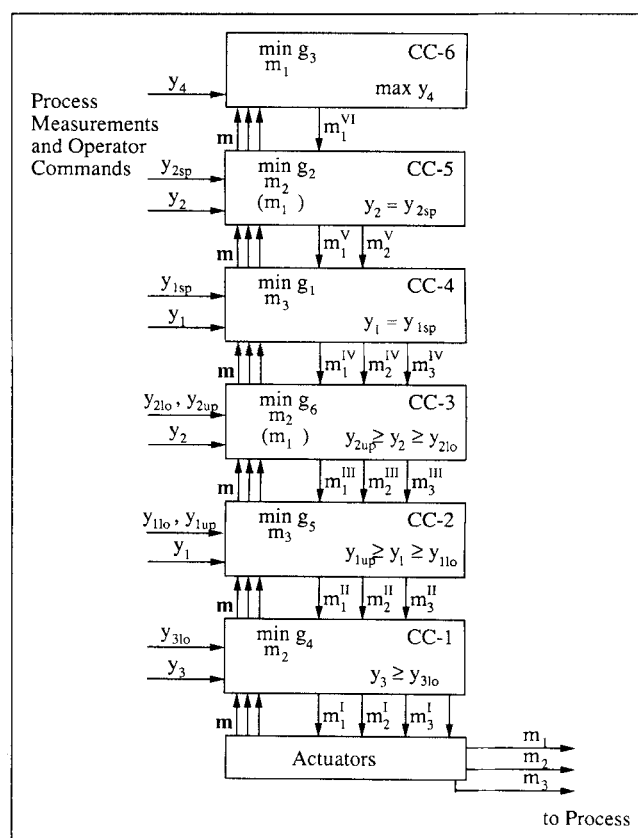 min g₃ CC-6
m₁
max y₄
y₄
Process
Measurements
and Operator
Commands
m m₁ⱽᴵ
min g₂ CC-5
m₂
(m₁ )
y₂ = y₂sp
y₂sp
y₂
m m₁ⱽ m₂ⱽ
min g₁ CC-4
m₃
y₁ = y₁sp
y₁sp
y₁
m m₁ᴵⱽ m₂ᴵⱽ m₃ᴵⱽ
min g₆ CC-3
m₂
(m₁ )
y₂up ≥ y₂ ≥ y₂lo
y₂lo , y₂up
y₂
m m₁ᴵᴵᴵ m₂ᴵᴵᴵ m₃ᴵᴵᴵ
min g₅ CC-2
m₃
y₁up ≥ y₁ ≥ y₁lo
y₁lo , y₁up
y₁
m m₁ᴵᴵ m₂ᴵᴵ m₃ᴵᴵ
min g₄ CC-1
m₂
y₃ ≥ y₃lo
y₃lo
y₃
m m₁ᴵ m₂ᴵ m₃ᴵ
Actuators
m₁
m₂
m₃
to Process